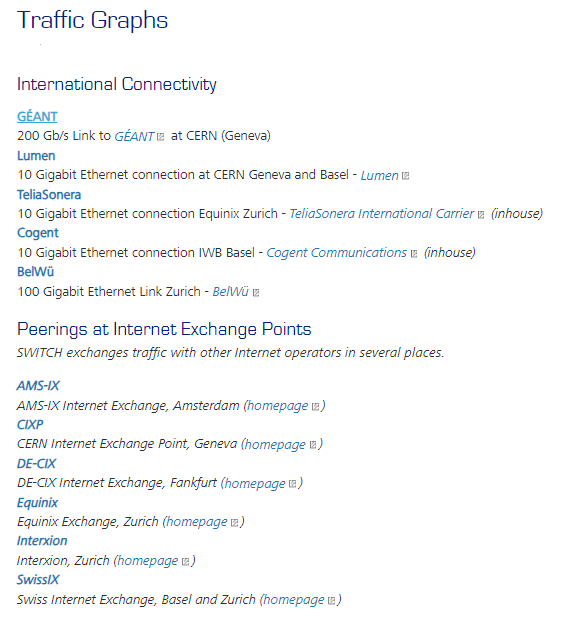 Traffic Graphs
International Connectivity
GÉANT
200 Gb/s Link to GÉANT at CERN (Geneva)
Lumen
10 Gigabit Ethernet connection at CERN Geneva and Basel - Lumen
TeliaSonera
10 Gigabit Ethernet connection Equinix Zurich - TeliaSonera International Carrier (inhouse)
Cogent
10 Gigabit Ethernet connection IWB Basel - Cogent Communications (inhouse)
BelWü
100 Gigabit Ethernet Link Zurich - BelWü
Peerings at Internet Exchange Points
SWITCH exchanges traffic with other Internet operators in several places.
AMS-IX
AMS-IX Internet Exchange, Amsterdam (homepage)
CIXP
CERN Internet Exchange Point, Geneva (homepage)
DE-CIX
DE-CIX Internet Exchange, Fankfurt (homepage)
Equinix
Equinix Exchange, Zurich (homepage)
Interxion
Interxion, Zurich (homepage)
SwissIX
Swiss Internet Exchange, Basel and Zurich (homepage)